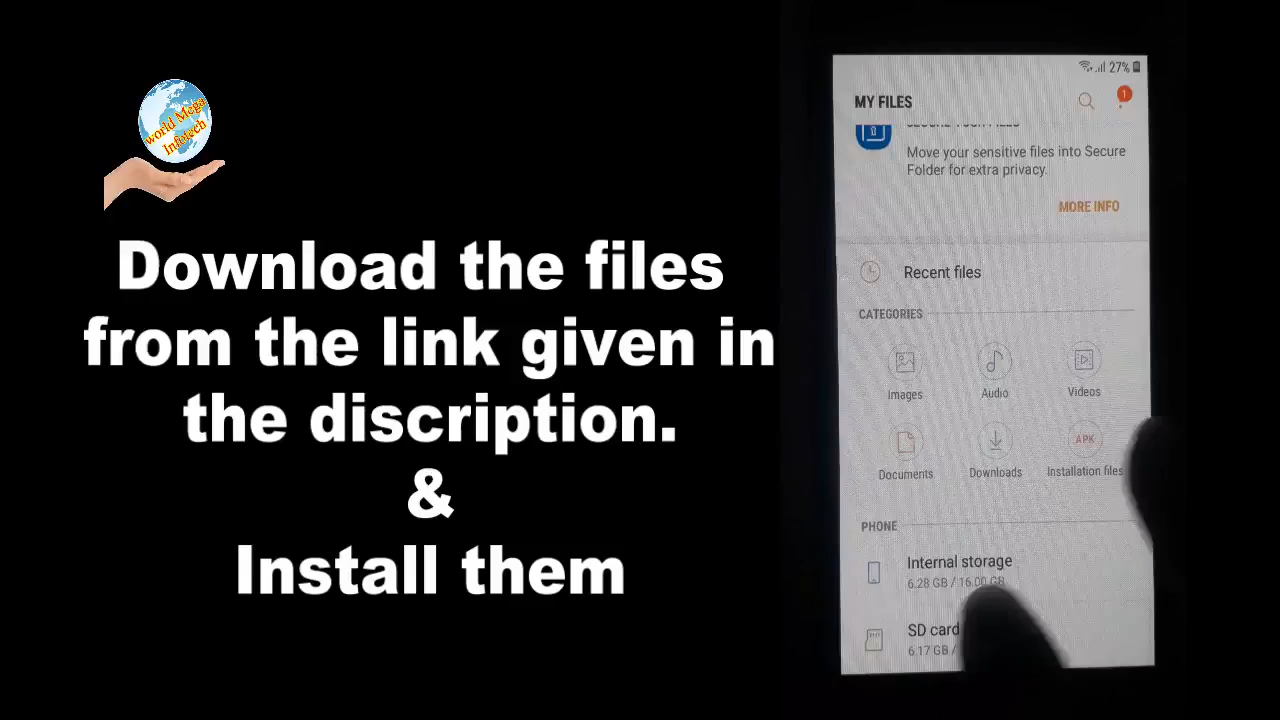 world Mega
Infotech
Download the files
from the link given in
the discription.
&
Install them
27%
MY FILES
1
Move your sensitive files into Secure
Folder for extra privacy.
MORE INFO
Recent files
CATEGORIES
Images
Audio
Videos
APK
Documents
Downloads
Installation files
PHONE
Internal storage
6.28 GB / 16.00 GB
SD card
6.17 GB /